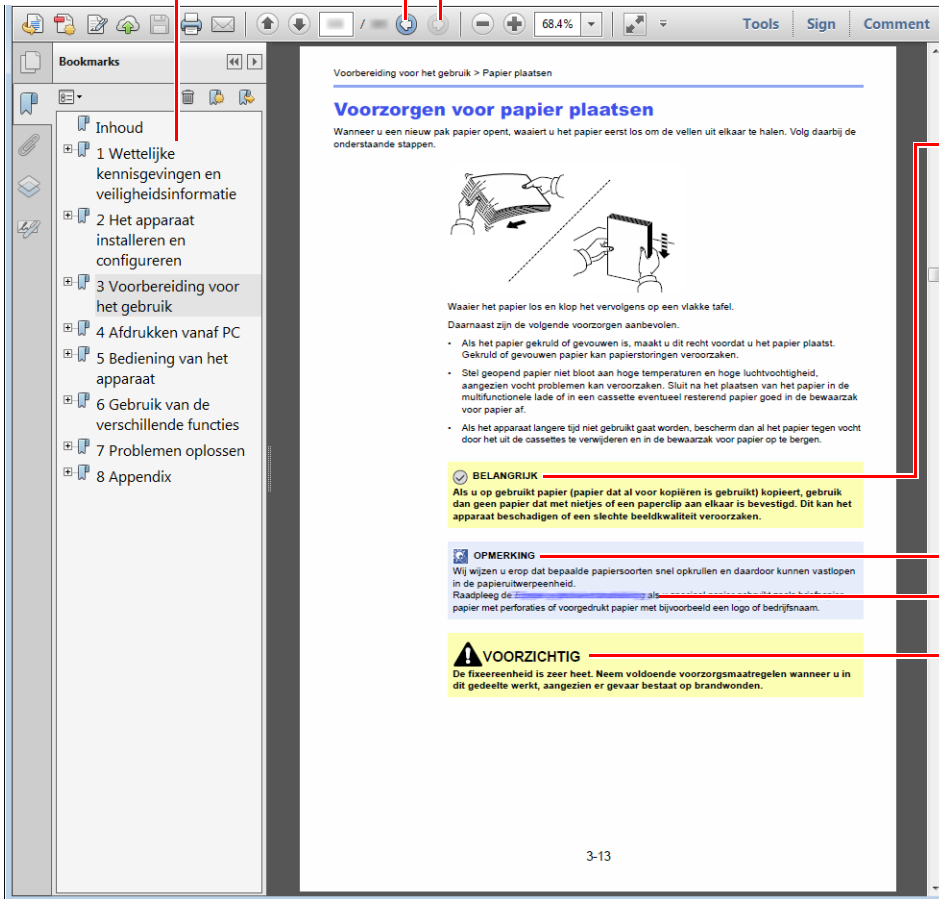 / 68.4% Tools Sign Comment
Bookmarks
Inhoud
1 Wettelijke
kennisgevingen en
veiligheidsinformatie
2 Het apparaat
installeren en
configureren
3 Voorbereiding voor
het gebruik
4 Afdrukken vanaf PC
5 Bediening van het
apparaat
6 Gebruik van de
verschillende functies
7 Problemen oplossen
8 Appendix
Voorbereiding voor het gebruik > Papier plaatsen
Voorzorgen voor papier plaatsen
Wanneer u een nieuw pak papier opent, waaiert u het papier eerst los om de vellen uit elkaar te halen. Volg daarbij de
onderstaande stappen.
Waaier het papier los en klop het vervolgens op een vlakke tafel.
Daarnaast zijn de volgende voorzorgen aanbevolen.
• Als het papier gekruld of gevouwen is, maakt u dit recht voordat u het papier plaatst.
Gekruld of gevouwen papier kan papierstoringen veroorzaken.
• Stel geopend papier niet bloot aan hoge temperaturen en hoge luchtvochtigheid,
aangezien vocht problemen kan veroorzaken. Sluit na het plaatsen van het papier in de
multifunctionele lade of in een cassette eventueel resterend papier goed in de bewaarzak
voor papier af.
• Als het apparaat langere tijd niet gebruikt gaat worden, bescherm dan al het papier tegen vocht
door het uit de cassettes te verwijderen en in de bewaarzak voor papier op te bergen.
BELANGRIJK
Als u op gebruikt papier (papier dat al voor kopiëren is gebruikt) kopieert, gebruik
dan geen papier dat met nietjes of een paperclip aan elkaar is bevestigd. Dit kan het
apparaat beschadigen of een slechte beeldkwaliteit veroorzaken.
OPMERKING
Wij wijzen u erop dat bepaalde papiersoorten snel opkrullen en daardoor kunnen vastlopen
in de papieruitwerpeenheid.
Raadpleeg de als u speciaal papier gebruikt zoals briefpapier
papier met perforaties of voorgedrukt papier met bijvoorbeeld een logo of bedrijfsnaam.
VOORZICHTIG
De fixeereenheid is zeer heet. Neem voldoende voorzorgsmaatregelen wanneer u in
dit gedeelte werkt, aangezien er gevaar bestaat op brandwonden.
3-13